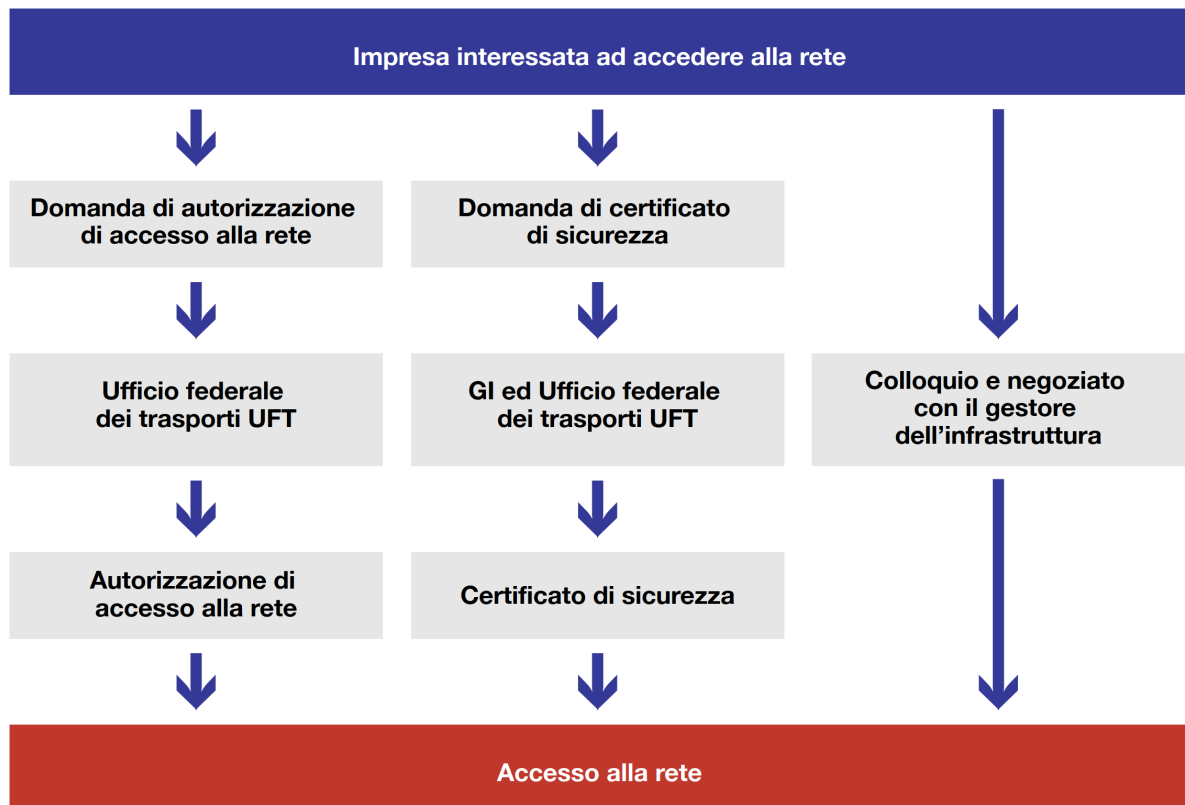 Impresa interessata ad accedere alla rete
Domanda di autorizzazione
di accesso alla rete
Domanda di certificato
di sicurezza
Ufficio federale
dei trasporti UFT
GI ed Ufficio federale
dei trasporti UFT
Colloquio e negoziato
con il gestore
dell’infrastruttura
Autorizzazione di
accesso alla rete
Certificato di sicurezza
Accesso alla rete